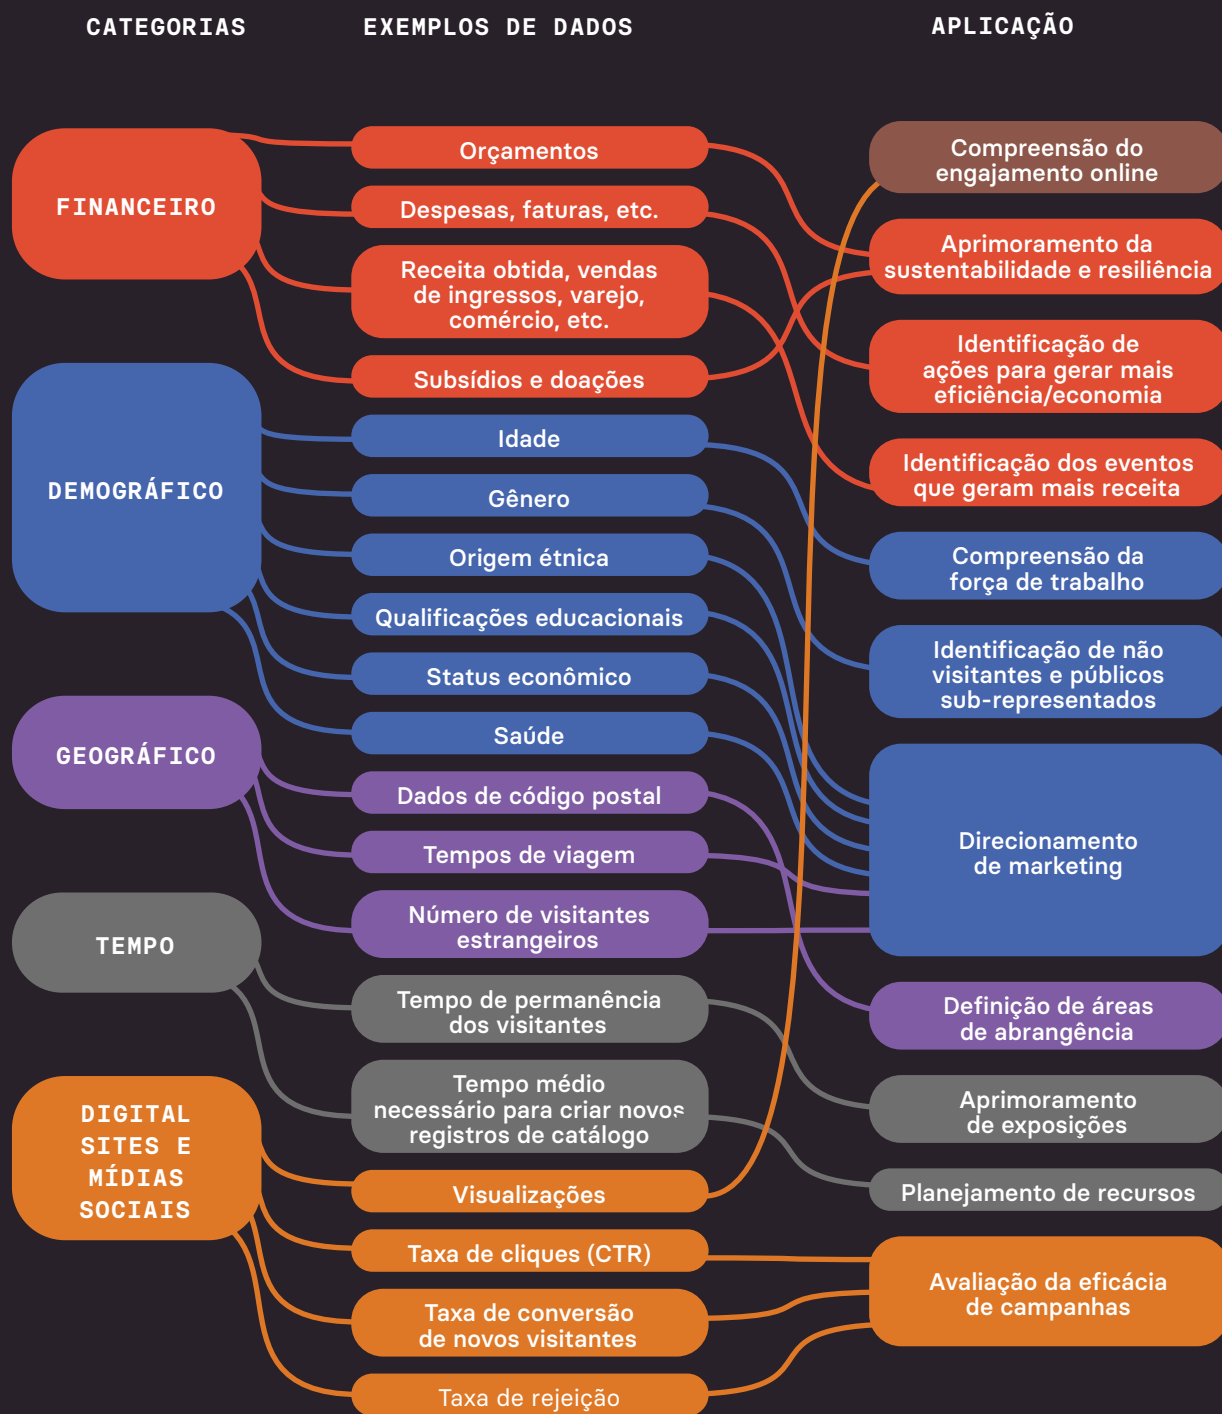 CATEGORIAS
EXEMPLOS DE DADOS
APLICAÇÃO
FINANCEIRO
DEMOGRÁFICO
GEOGRÁFICO
TEMPO
DIGITAL
SITES E
MÍDIAS
SOCIAIS
Orçamentos
Despesas, faturas, etc.
Receita obtida, vendas
de ingressos, varejo,
comércio, etc.
Subsídios e doações
Idade
Gênero
Origem étnica
Qualificações educacionais
Status econômico
Saúde
Dados de código postal
Tempos de viagem
Número de visitantes
estrangeiros
Tempo de permanência
dos visitantes
Tempo médio
necessário para criar novos
registros de catálogo
Visualizações
Taxa de cliques (CTR)
Taxa de conversão
de novos visitantes
Taxa de rejeição
Compreensão do
engajamento online
Aprimoramento da
sustentabilidade e resiliência
Identificação de
ações para gerar mais
eficiência/economia
Identificação dos eventos
que geram mais receita
Compreensão da
força de trabalho
Identificação de não
visitantes e públicos
sub-representados
Direcionamento
de marketing
Definição de áreas
de abrangência
Aprimoramento
de exposições
Planejamento de recursos
Avaliação da eficácia
de campanhas